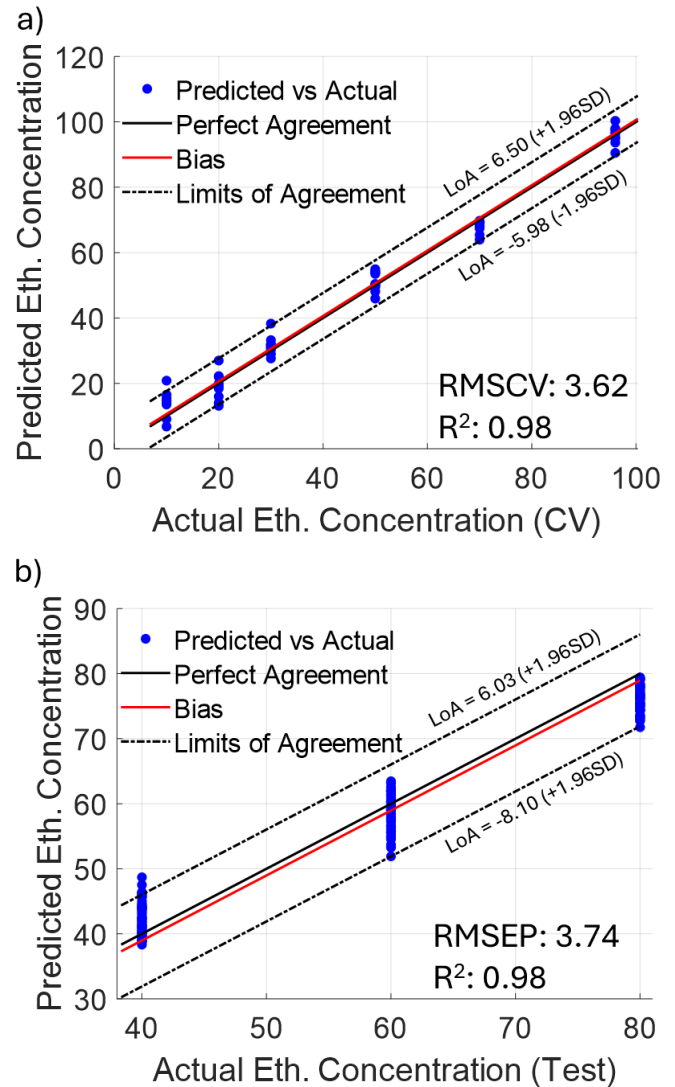 a)
120
100
80
60
40
20
0
Predicted Eth. Concentration
Predicted vs Actual
Perfect Agreement
Bias
Limits of Agreement
LoA = 6.50 (+1.96SD)
LoA = -5.98 (-1.96SD)
RMSCV: 3.62
R²: 0.98
0 20 40 60 80 100
Actual Eth. Concentration (CV)
b)
90
80
70
60
50
40
30
Predicted Eth. Concentration
Predicted vs Actual
Perfect Agreement
Bias
Limits of Agreement
LoA = 6.03 (+1.96SD)
LoA = -8.10 (+1.96SD)
RMSEP: 3.74
R²: 0.98
40 50 60 70 80
Actual Eth. Concentration (Test)